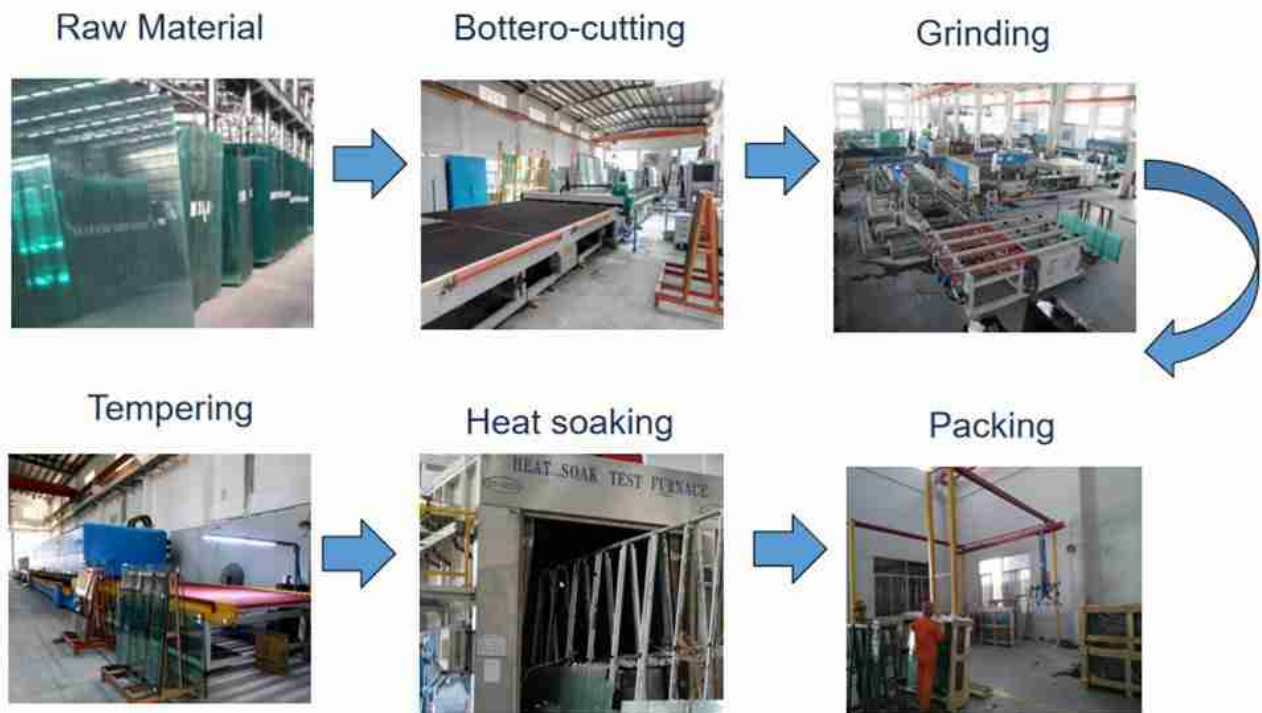 Raw Material
Bottero-cutting
Grinding
Tempering
Heat soaking
Packing
HEAT SOAK TEST FURNACE